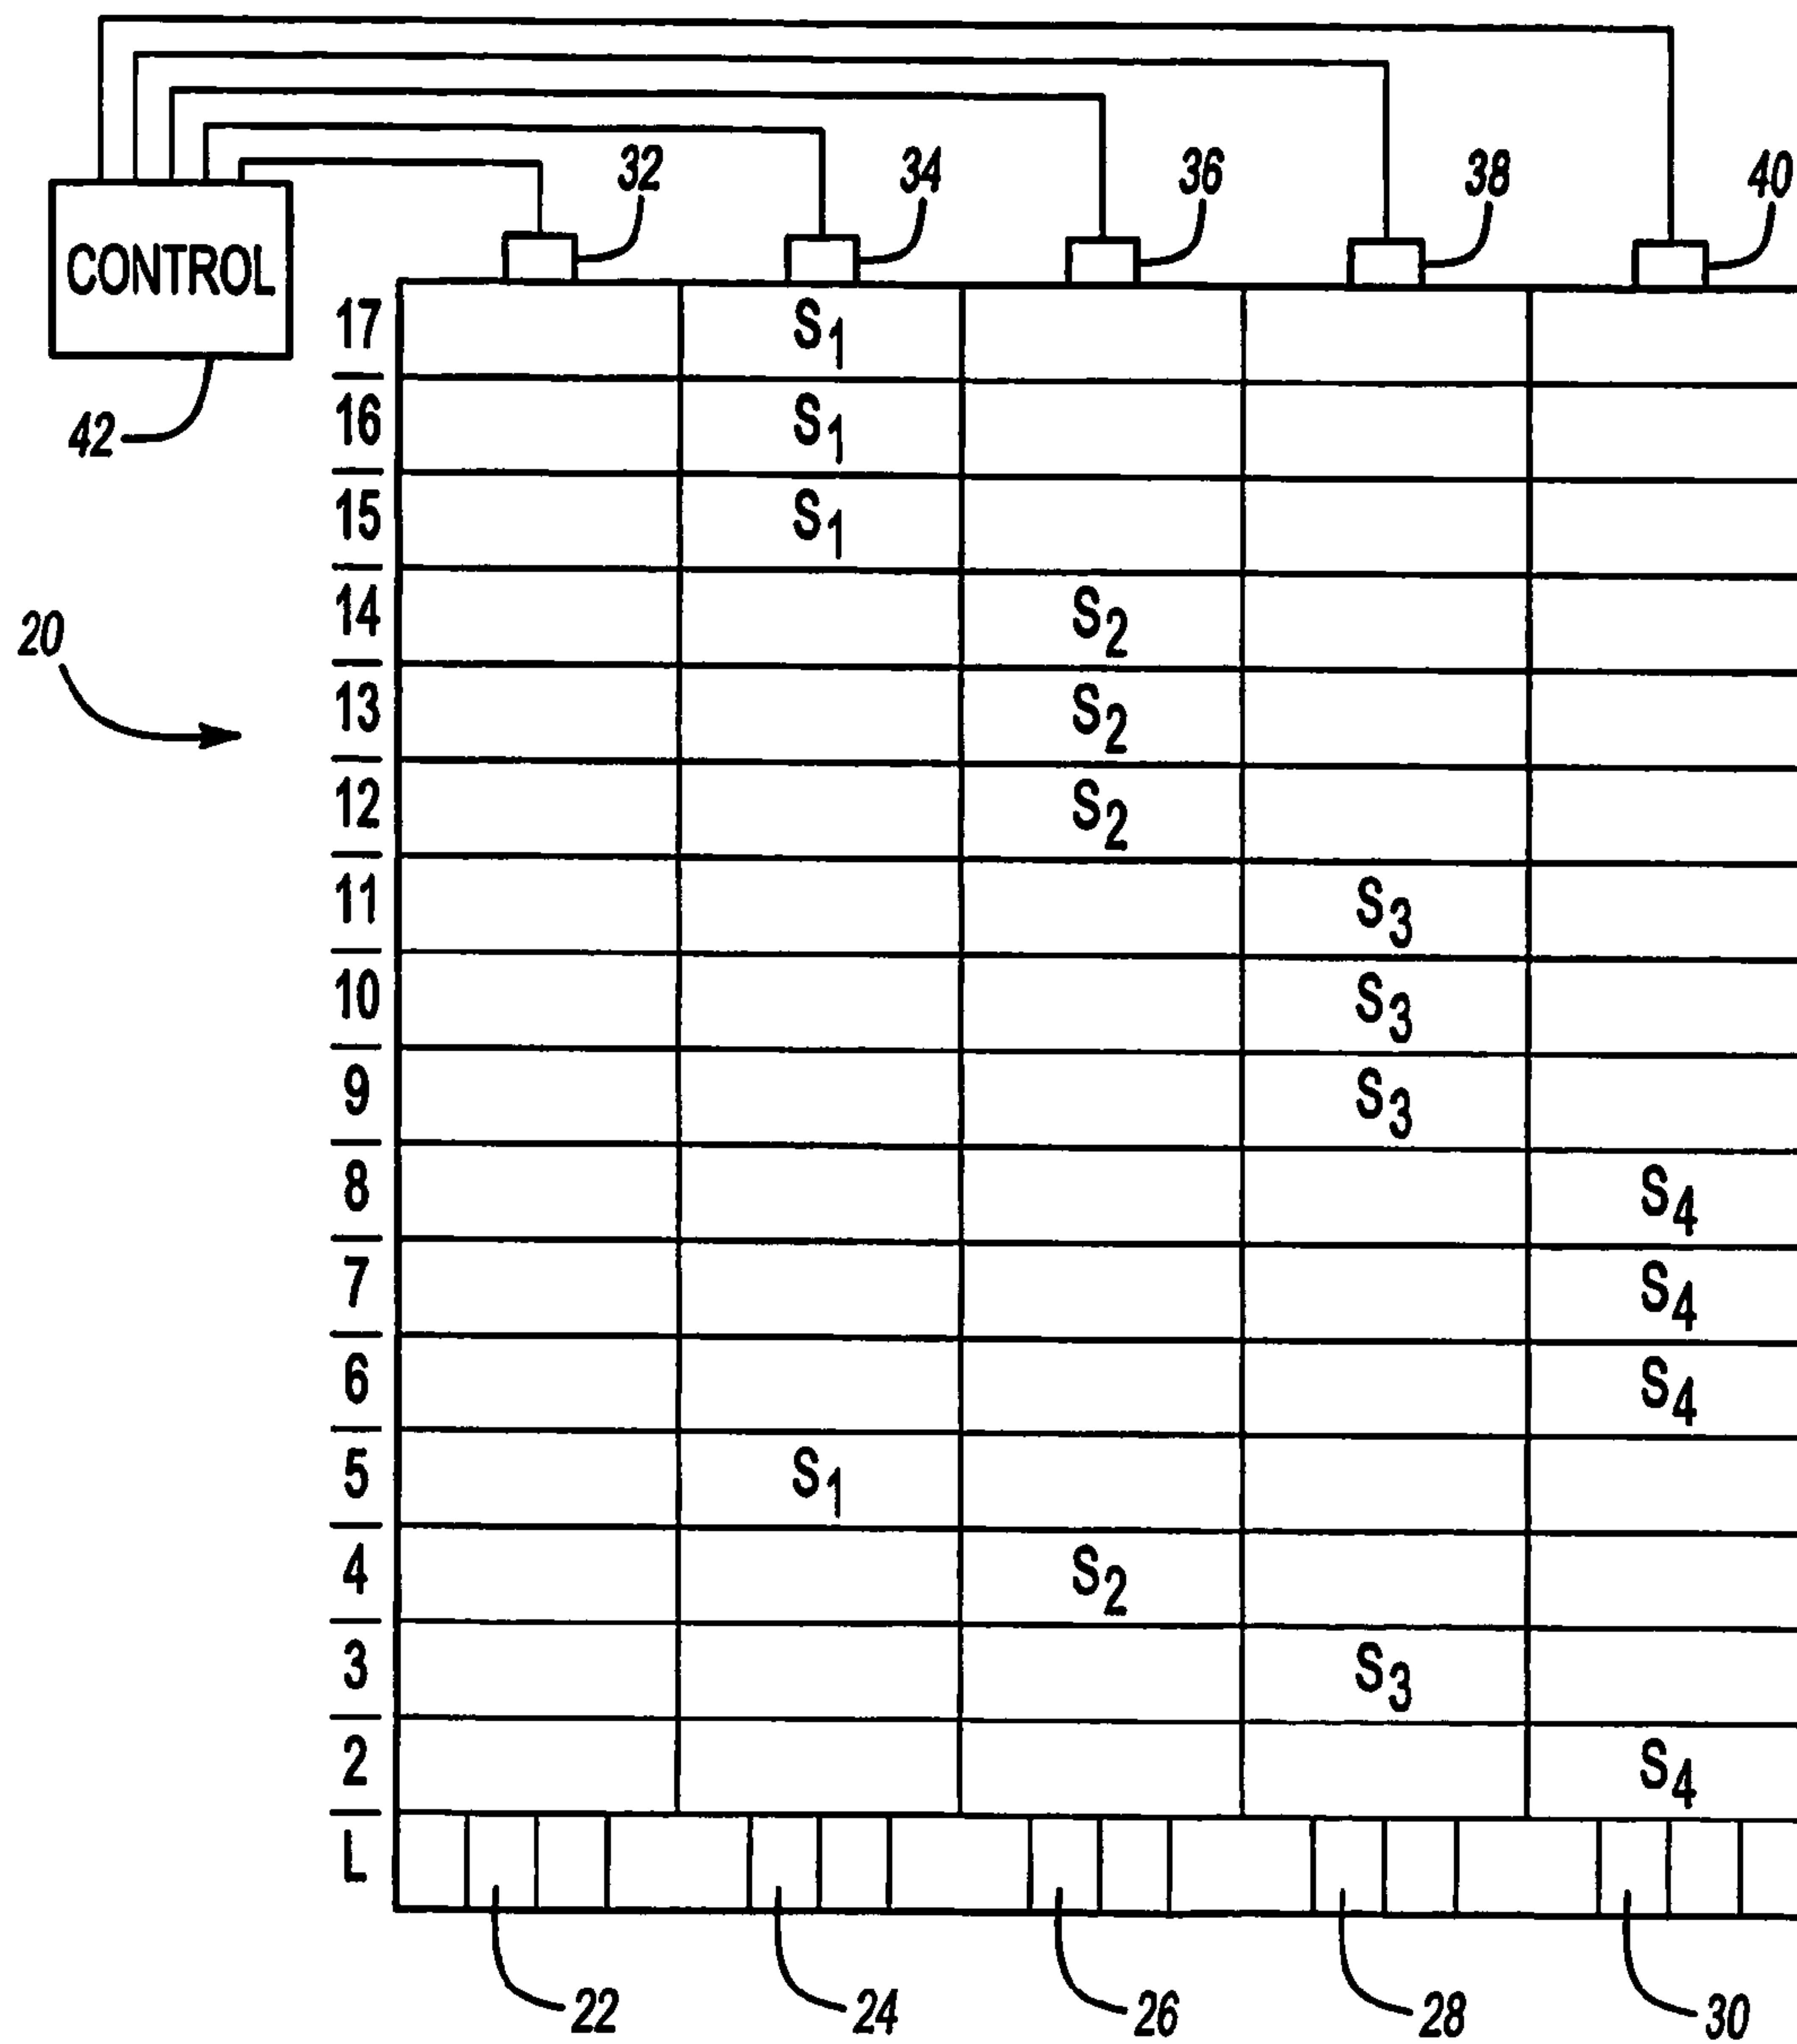 32 34 36 38 40
CONTROL
42
20
17 S1
16 S1
15 S1
14 S2
13 S2
12 S2
11 S3
10 S3
9 S3
8 S4
7 S4
6 S4
5 S1
4 S2
3 S3
2 S4
L
22 24 26 28 30